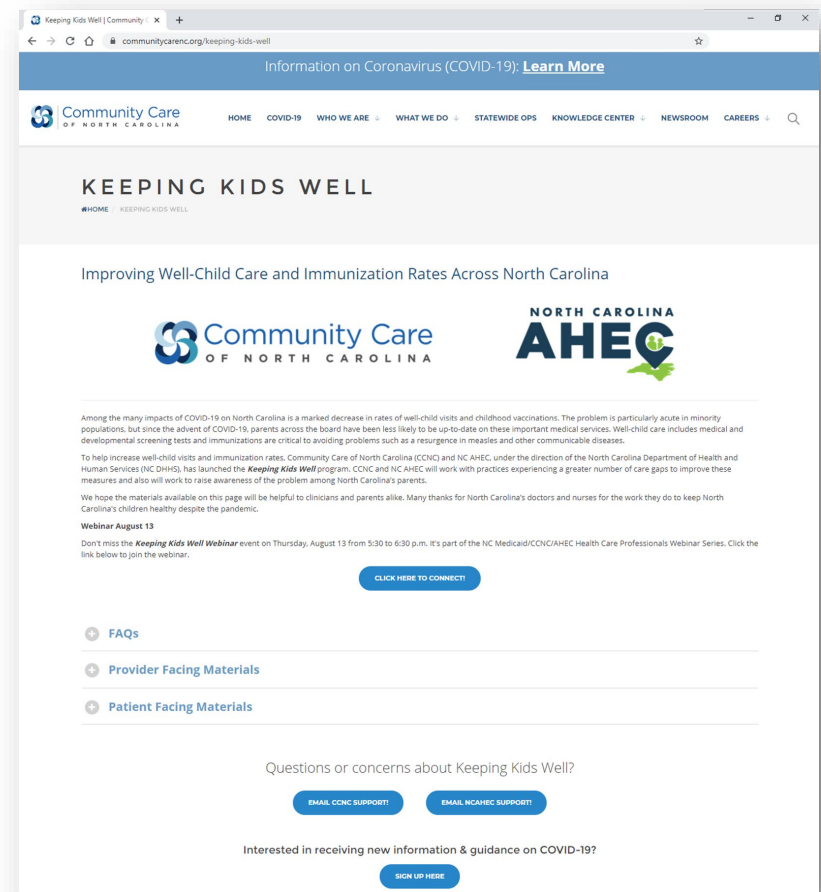 Keeping Kids Well | Community C
communitycarenc.org/keeping-kids-well
Information on Coronavirus (COVID-19): Learn More
Community Care
OF NORTH CAROLINA
HOME COVID-19 WHO WE ARE WHAT WE DO STATEWIDE OPS KNOWLEDGE CENTER NEWSROOM CAREERS
KEEPING KIDS WELL
HOME KEEPING KIDS WELL
Improving Well-Child Care and Immunization Rates Across North Carolina
Community Care
OF NORTH CAROLINA
NORTH CAROLINA
AHEC
Among the many impacts of COVID-19 on North Carolina is a marked decrease in rates of well-child visits and childhood vaccinations. The problem is particularly acute in minority
populations, but since the advent of COVID-19, parents across the board have been less likely to be up-to-date on these important medical services. Well-child care includes medical and
developmental screening tests and immunizations are critical to avoiding problems such as a resurgence in measles and other communicable diseases.
To help increase well-child visits and immunization rates, Community Care of North Carolina (CCNC) and NC AHEC, under the direction of the North Carolina Department of Health and
Human Services (NC DHHS), has launched the Keeping Kids Well program. CCNC and NC AHEC will work with practices experiencing a greater number of care gaps to improve these
measures and also will work to raise awareness of the problem among North Carolina's parents.
We hope the materials available on this page will be helpful to clinicians and parents alike. Many thanks for North Carolina's doctors and nurses for the work they do to keep North
Carolina's children healthy despite the pandemic.
Webinar August 13
Don't miss the Keeping Kids Well Webinar event on Thursday, August 13 from 5:30 to 6:30 p.m. It's part of the NC Medicaid/CCNC/AHEC Health Care Professionals Webinar Series. Click the
link below to join the webinar.
CLICK HERE TO CONNECT!
FAQs
Provider Facing Materials
Patient Facing Materials
Questions or concerns about Keeping Kids Well?
EMAIL CCNC SUPPORT! EMAIL NCAHEC SUPPORT!
Interested in receiving new information & guidance on COVID-19?
SIGN UP HERE